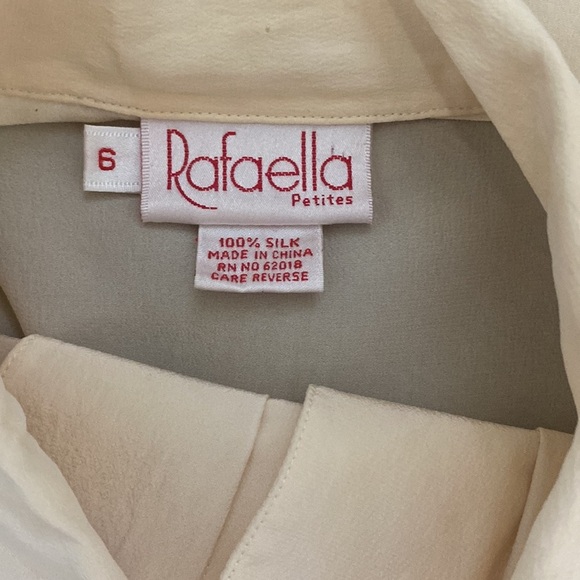 6
Rafaella
Petites
100% SILK
MADE IN CHINA
RN NO 62018
CARE REVERSE